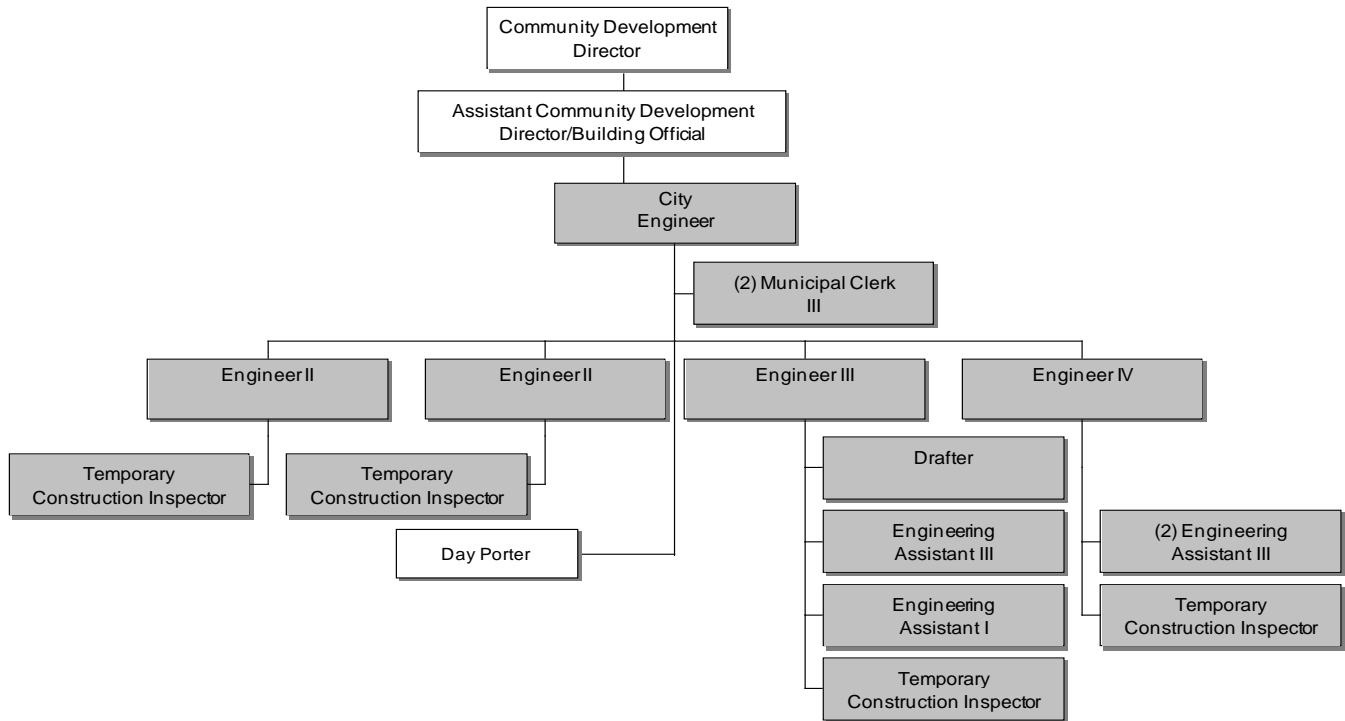 Community Development
Director
Assistant Community Development
Director/Building Official
City
Engineer
(2) Municipal Clerk
III
Engineer II
Engineer II
Engineer III
Engineer IV
Temporary
Construction Inspector
Temporary
Construction Inspector
Day Porter
Drafter
Engineering
Assistant III
Engineering
Assistant I
Temporary
Construction Inspector
(2) Engineering
Assistant III
Temporary
Construction Inspector